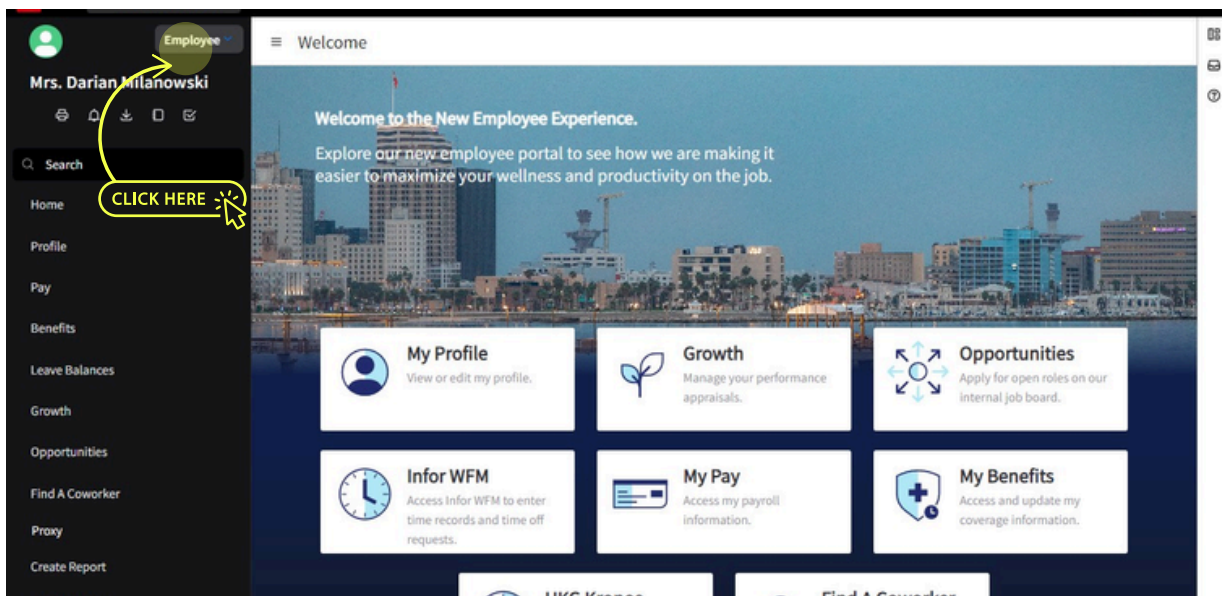 Employee
Mrs. Darian Milanowski
Search
CLICK HERE
Home
Profile
Pay
Benefits
Leave Balances
Growth
Opportunities
Find A Coworker
Proxy
Create Report
Welcome
Welcome to the New Employee Experience.
Explore our new employee portal to see how we are making it
easier to maximize your wellness and productivity on the job.
My Profile
View or edit my profile.
Growth
Manage your performance
appraisals.
Opportunities
Apply for open roles on our
internal job board.
Infor WFM
Access Infor WFM to enter
time records and time off
requests.
My Pay
Access my payroll
information.
My Benefits
Access and update my
coverage information.
UKG Kronos
Find A Coworker